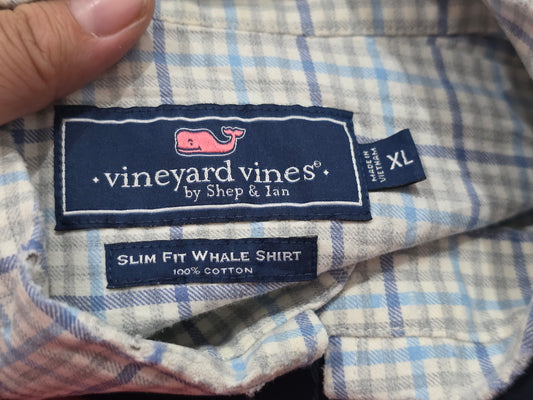 vineyard vines®
by Shep & Ian
MADE IN
VIETNAM
XL
SLIM FIT WHALE SHIRT
100% COTTON